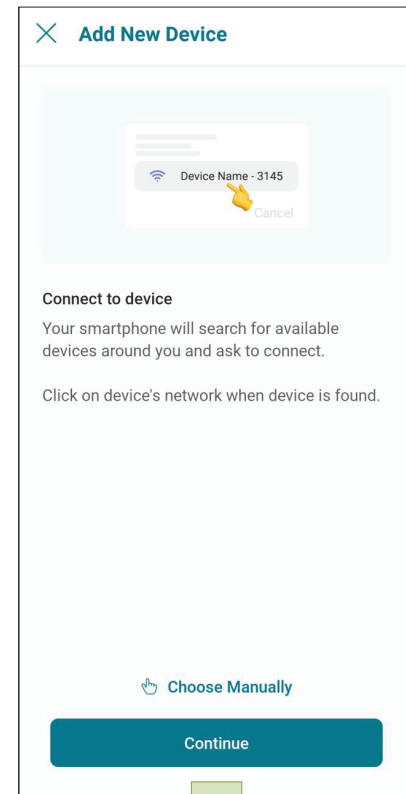 Add New Device
Device Name - 3145
Cancel
Connect to device
Your smartphone will search for available
devices around you and ask to connect.
Click on device's network when device is found.
Choose Manually
Continue